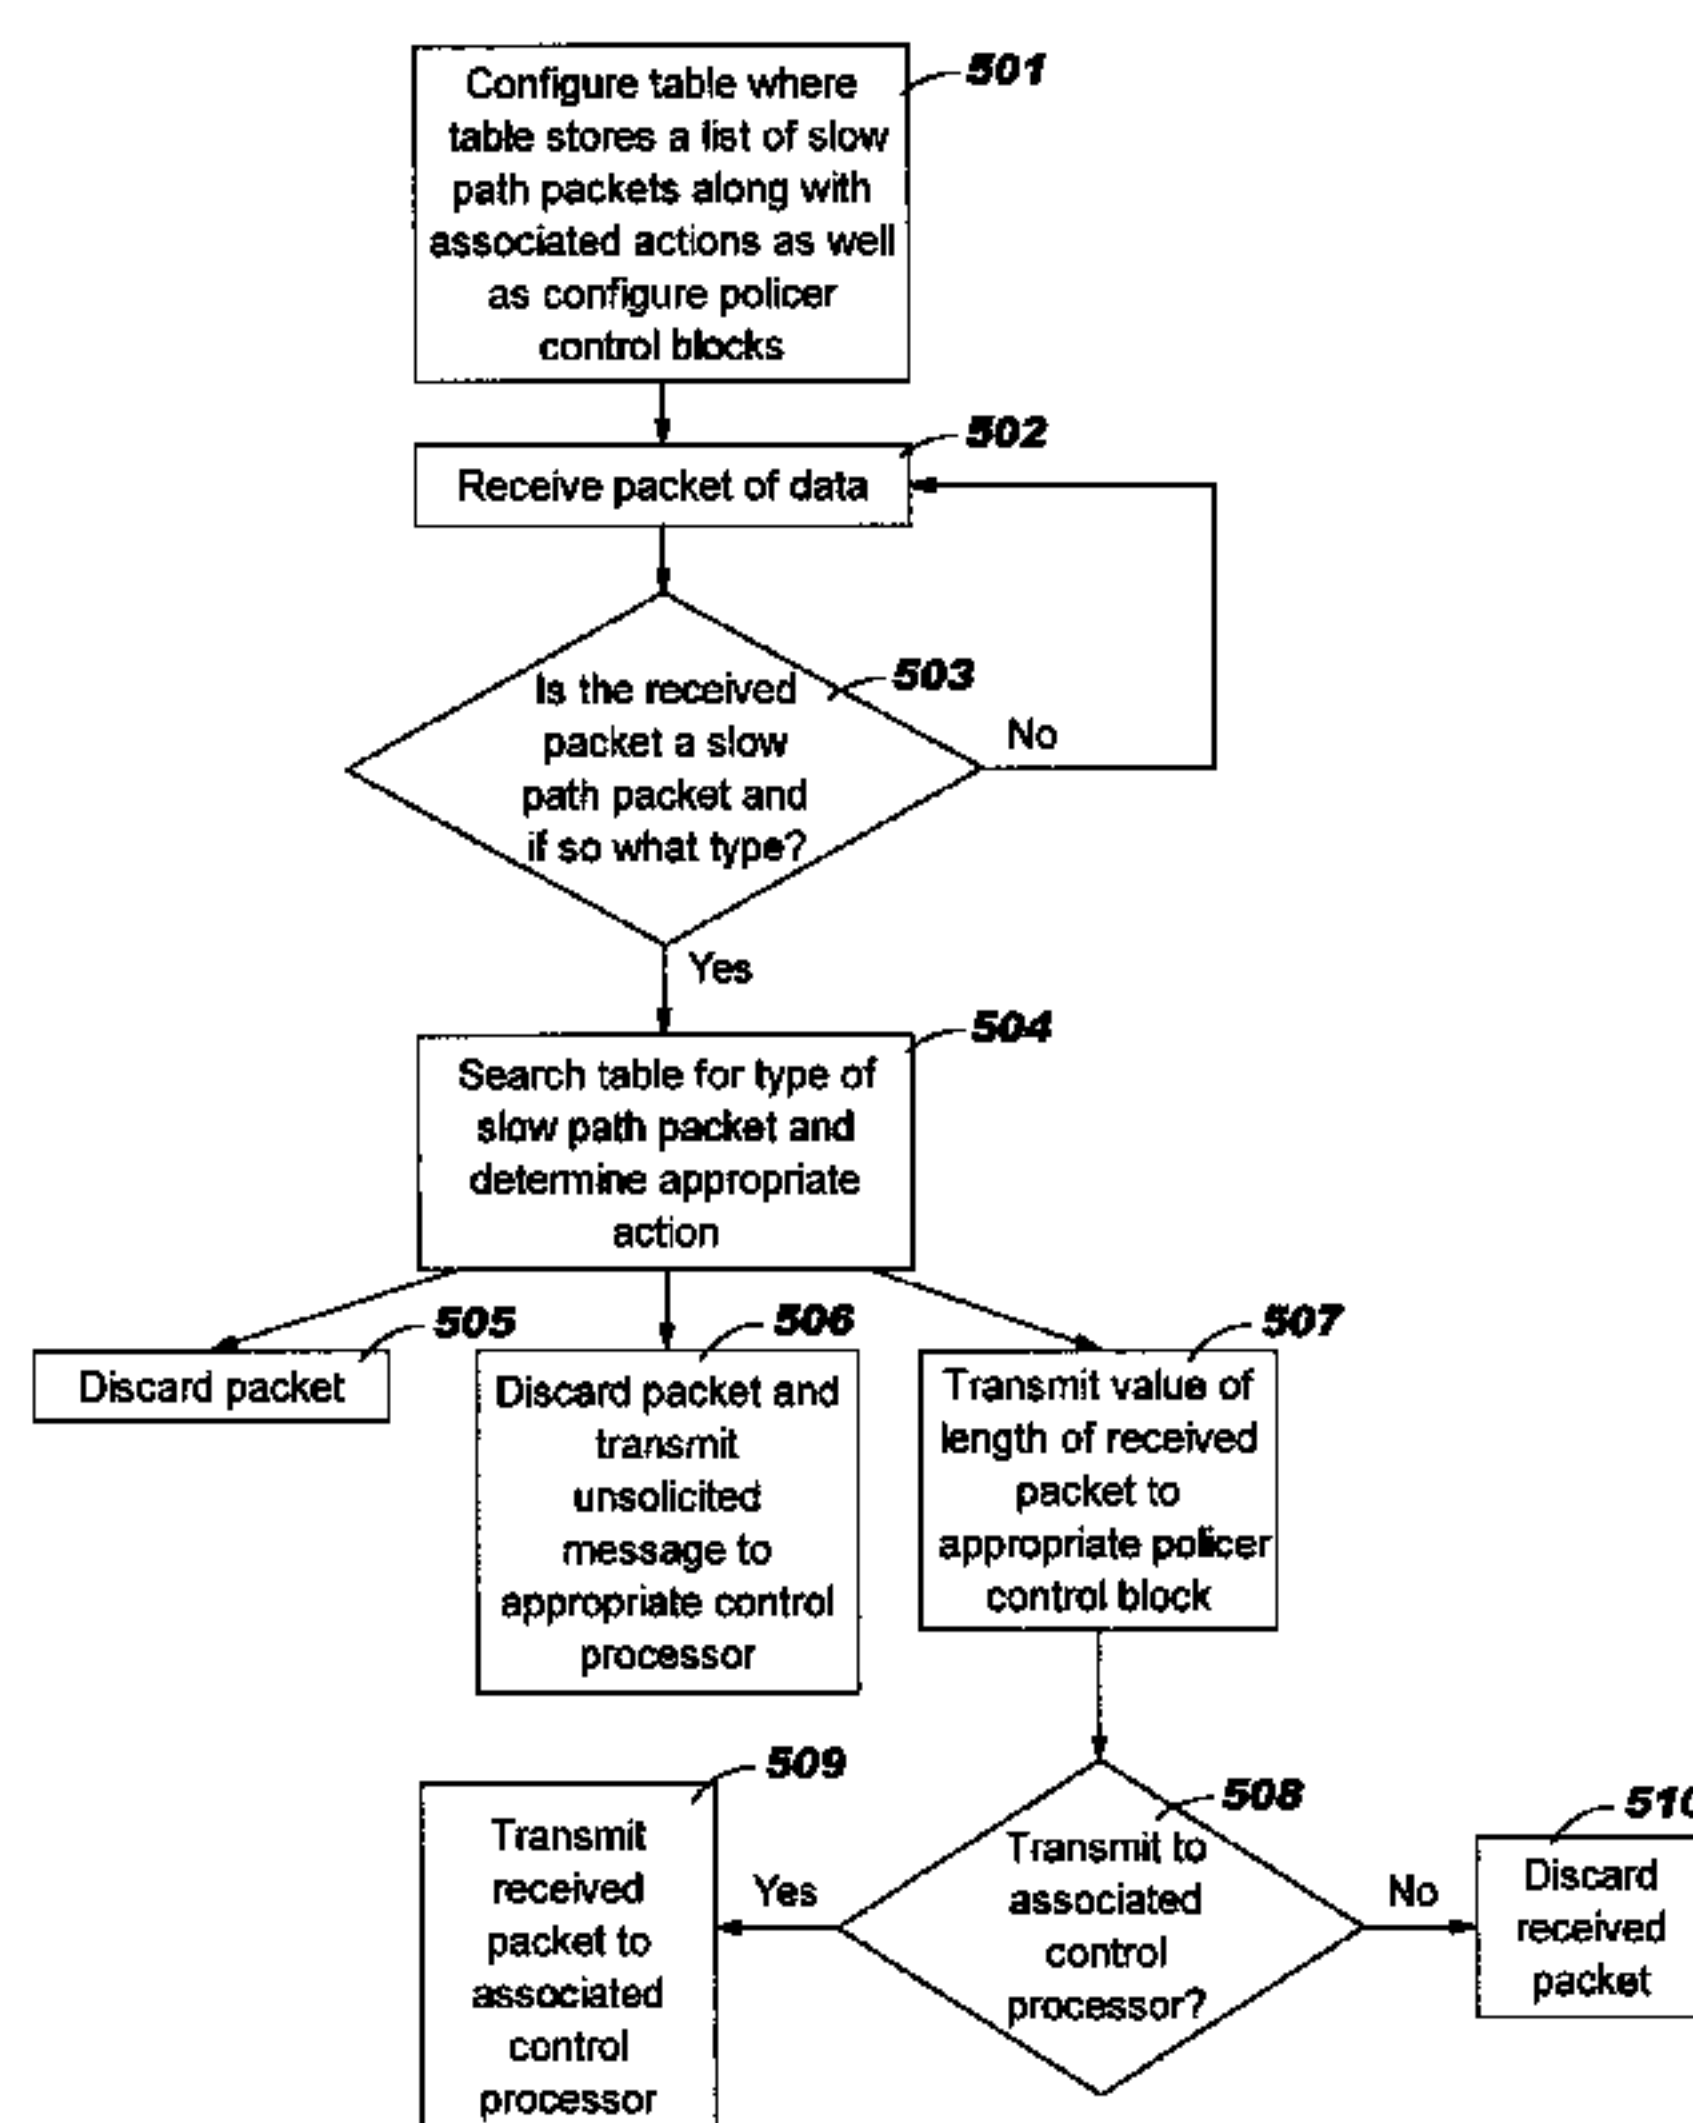 501
Configure table where
table stores a list of slow
path packets along with
associated actions as well
as configure policer
control blocks
502
Receive packet of data
503
Is the received
packet a slow
path packet and
if so what type?
No
Yes
504
Search table for type of
slow path packet and
determine appropriate
action
505
Discard packet
506
Discard packet and
transmit
unsolicited
message to
appropriate control
processor
507
Transmit value of
length of received
packet to
appropriate policer
control block
509
Transmit
received
packet to
associated
control
processor
Yes
508
Transmit to
associated
control
processor?
No
510
Discard
received
packet